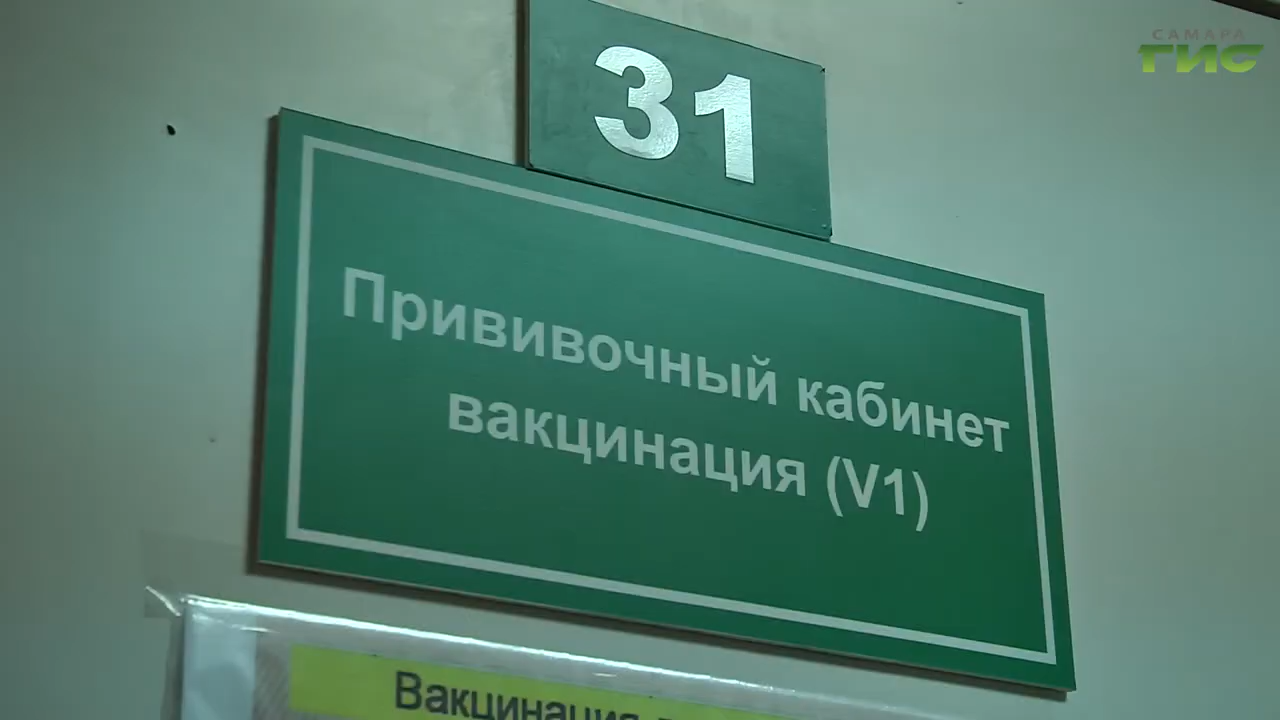 САМАРА
ГИС
31
Прививочный кабинет
вакцинация (V1)
Вакцинация